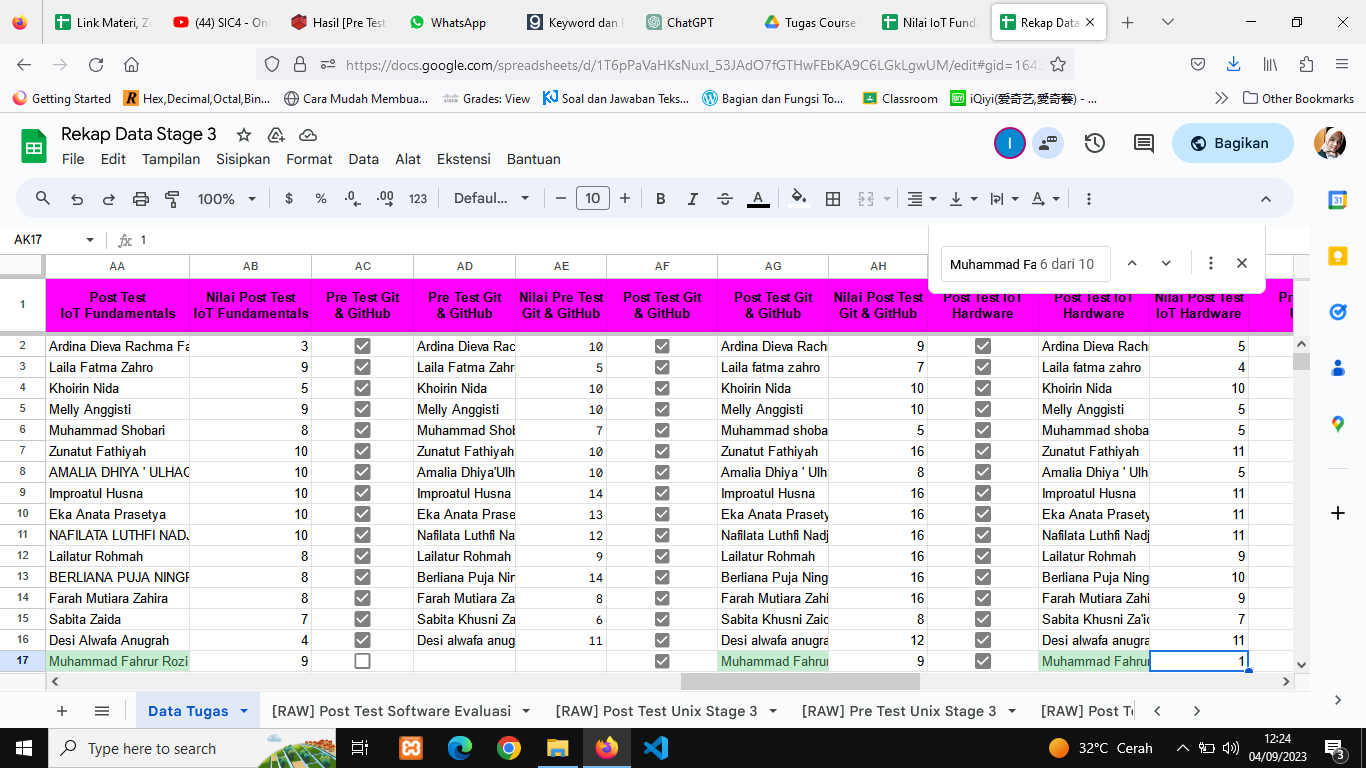 Link Materi, Z
(44) SIC4 - Onl
Hasil [Pre Test
WhatsApp
Keyword dan F
ChatGPT
Tugas Course
Nilai IoT Fund
Rekap Data
https://docs.google.com/spreadsheets/d/1T6pPaVaHKsNuxI_53JAdO7fGTHwFEbKA9C6LGkLgwUM/edit#gid=164
Getting Started
Hex,Decimal,Octal,Bin...
Cara Mudah Membua...
Grades: View
Soal dan Jawaban Teks...
Bagian dan Fungsi To...
Classroom
iQiyi(爱奇艺,愛奇藝) - ...
Other Bookmarks
Rekap Data Stage 3
File Edit Tampilan Sisipkan Format Data Alat Ekstensi Bantuan
I
Bagikan
100% $ % .0 .00 123 Defaul... 10 B I A
31
AK17
fx 1
Muhammad Fa 6 dari 10
AA AB AC AD AE AF AG AH
1 Post Test IoT Fundamentals Nilai Post Test IoT Fundamentals Pre Test Git & GitHub Pre Test Git & GitHub Nilai Pre Test Git & GitHub Post Test Git & GitHub Post Test Git & GitHub Nilai Post Test Git & GitHub Post Test IoT Hardware Post Test IoT Hardware Nilai Post Test IoT Hardware
2 Ardina Dieva Rachma Fa 3 Ardina Dieva Rac 10 Ardina Dieva Rach 9 Ardina Dieva Rach 5
3 Laila Fatma Zahro 9 Laila Fatma Zahr 5 Laila fatma zahro 7 Laila fatma zahro 4
4 Khoirin Nida 5 Khoirin Nida 10 Khoirin Nida 10 Khoirin Nida 10
5 Melly Anggisti 9 Melly Anggisti 10 Melly Anggisti 10 Melly Anggisti 5
6 Muhammad Shobari 8 Muhammad Shob 7 Muhammad shoba 5 Muhammad shoba 5
7 Zunatut Fathiyah 10 Zunatut Fathiyah 10 Zunatut Fathiyah 16 Zunatut Fathiyah 11
8 AMALIA DHIYA ' ULHAQ 10 Amalia Dhiya'Ulh 10 Amalia Dhiya ' Ulh 8 Amalia Dhiya ' Ulh 5
9 Improatul Husna 10 Improatul Husna 14 Improatul Husna 16 Improatul Husna 11
10 Eka Anata Prasetya 10 Eka Anata Prase 13 Eka Anata Prasety 16 Eka Anata Prasety 11
11 NAFILATA LUTHFI NADJ 10 Nafilata Luthfi Na 12 Nafilata Luthfi Nadj 16 Nafilata Luthfi Nadj 11
12 Lailatur Rohmah 8 Lailatur Rohmah 9 Lailatur Rohmah 16 Lailatur Rohmah 9
13 BERLIANA PUJA NINGR 8 Berliana Puja Nin 14 Berliana Puja Ning 16 Berliana Puja Ning 10
14 Farah Mutiara Zahira 8 Farah Mutiara Za 8 Farah Mutiara Zahi 16 Farah Mutiara Zahi 9
15 Sabita Zaida 7 Sabita Khusni Za 6 Sabita Khusni Zaid 8 Sabita Khusni Za'ic 7
16 Desi Alwafa Anugrah 4 Desi alwafa anug 11 Desi alwafa anugra 12 Desi alwafa anugra 11
17 Muhammad Fahrur Rozi 9 Muhammad Fahrur 9 Muhammad Fahrur 1
Data Tugas
[RAW] Post Test Software Evaluasi
[RAW] Post Test Unix Stage 3
[RAW] Pre Test Unix Stage 3
[RAW] Post Te
Type here to search
32°C Cerah
12:24
04/09/2023
3